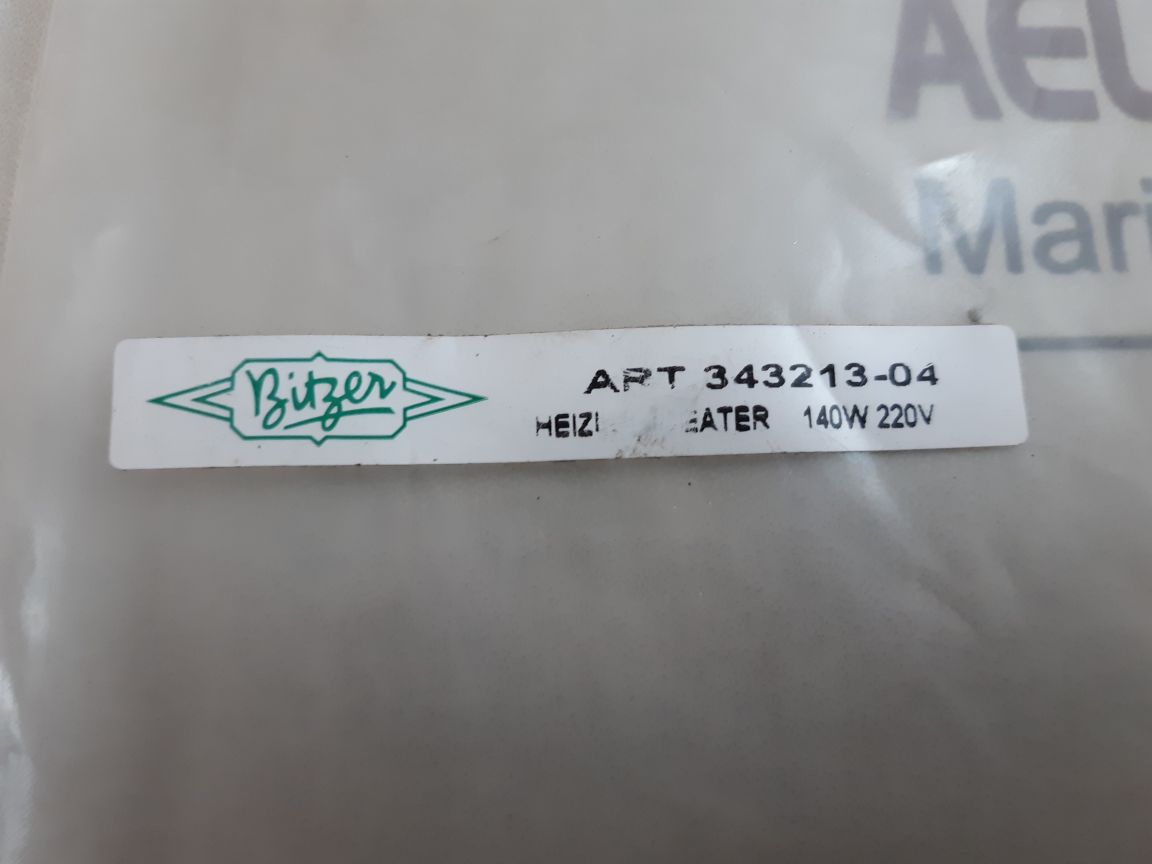 AEU
Mari
Bitzer
ART 343213-04
HEIZI EATER 140W 220V